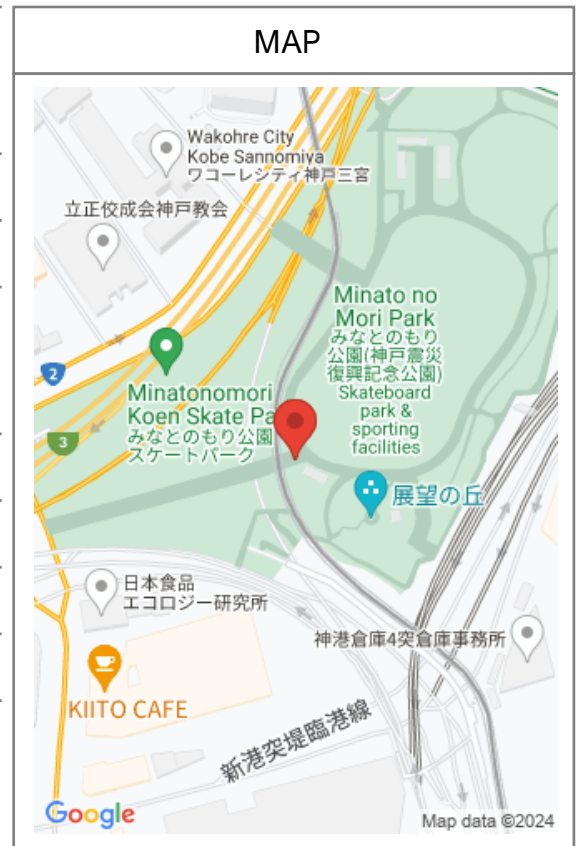 MAP
Wakohre City
Kobe Sannomiya
ワコーレシティ神戸三宮
立正佼成会神戸教会
Minato no
Mori Park
みなとのもり
公園(神戸震災
復興記念公園)
Skateboard
park &
sporting
facilities
2
Minatonomori
Koen Skate Pa
みなとのもり公園
スケートパーク
3
展望の丘
日本食品
エコロジー研究所
神港倉庫4突倉庫事務所
KIITO CAFE
新港突堤臨港線
Google
Map data ©2024